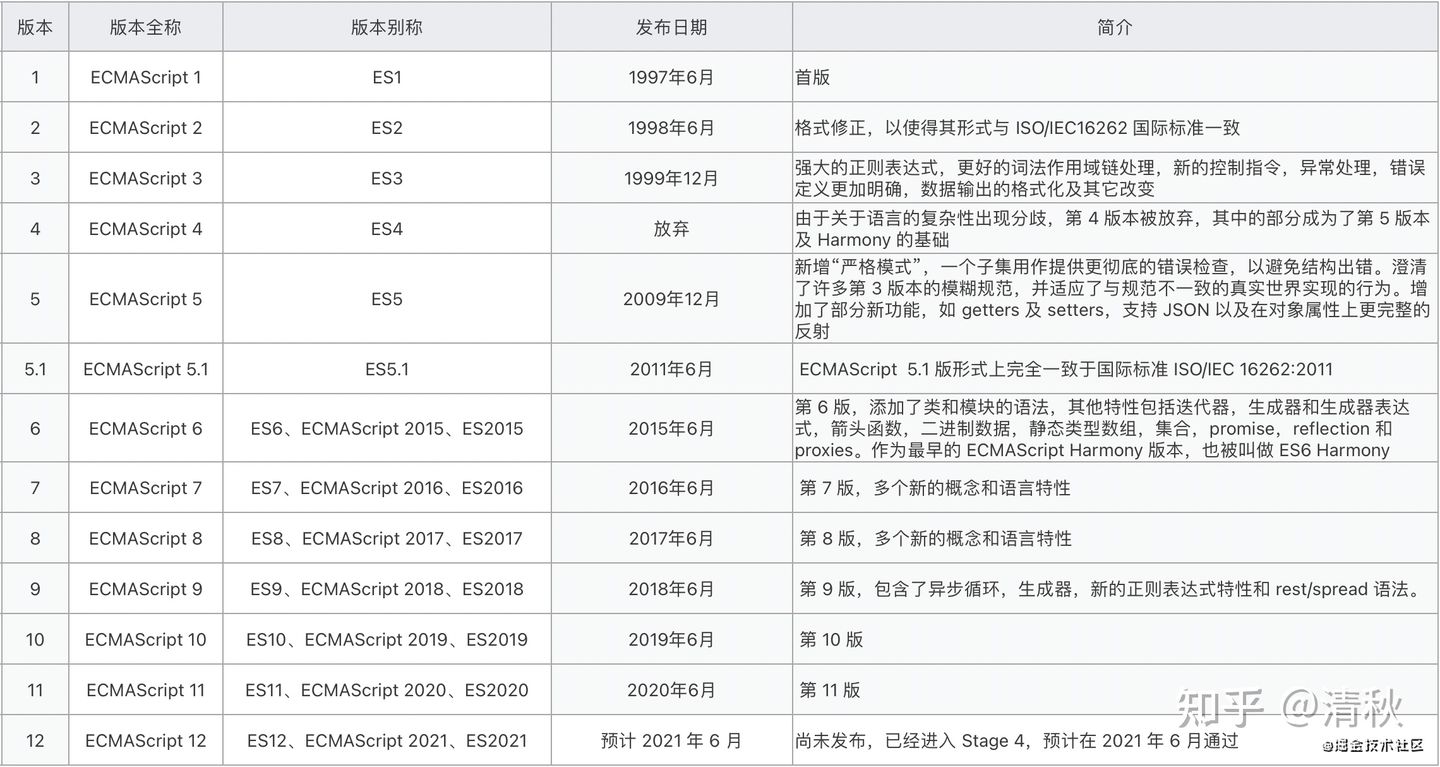 版本 版本全称 版本别称 发布日期 简介
1 ECMAScript 1 ES1 1997年6月 首版
2 ECMAScript 2 ES2 1998年6月 格式修正，以使得其形式与 ISO/IEC16262 国际标准一致
3 ECMAScript 3 ES3 1999年12月 强大的正则表达式，更好的词法作用域链处理，新的控制指令，异常处理，错误
定义更加明确，数据输出的格式化及其它改变
4 ECMAScript 4 ES4 放弃 由于关于语言的复杂性出现分歧，第 4 版本被放弃，其中的部分成为了第 5 版本
及 Harmony 的基础
5 ECMAScript 5 ES5 2009年12月 新增“严格模式”，一个子集用作提供更彻底的错误检查，以避免结构出错。澄清
了许多第 3 版本的模糊规范，并适应了与规范不一致的真实世界实现的行为。增
加了部分新功能，如 getters 及 setters，支持 JSON 以及在对象属性上更完整的
反射
5.1 ECMAScript 5.1 ES5.1 2011年6月 ECMAScript 5.1 版形式上完全一致于国际标准 ISO/IEC 16262:2011
6 ECMAScript 6 ES6、ECMAScript 2015、ES2015 2015年6月 第 6 版，添加了类和模块的语法，其他特性包括迭代器，生成器和生成器表达
式，箭头函数，二进制数据，静态类型数组，集合，promise，reflection 和
proxies。作为最早的 ECMAScript Harmony 版本，也被叫做 ES6 Harmony
7 ECMAScript 7 ES7、ECMAScript 2016、ES2016 2016年6月 第 7 版，多个新的概念和语言特性
8 ECMAScript 8 ES8、ECMAScript 2017、ES2017 2017年6月 第 8 版，多个新的概念和语言特性
9 ECMAScript 9 ES9、ECMAScript 2018、ES2018 2018年6月 第 9 版，包含了异步循环，生成器，新的正则表达式特性和 rest/spread 语法。
10 ECMAScript 10 ES10、ECMAScript 2019、ES2019 2019年6月 第 10 版
11 ECMAScript 11 ES11、ECMAScript 2020、ES2020 2020年6月 第 11 版
12 ECMAScript 12 ES12、ECMAScript 2021、ES2021 预计 2021 年 6 月 尚未发布，已经进入 Stage 4，预计在 2021 年 6 月通过
知乎 @清秋
@掘金技术社区